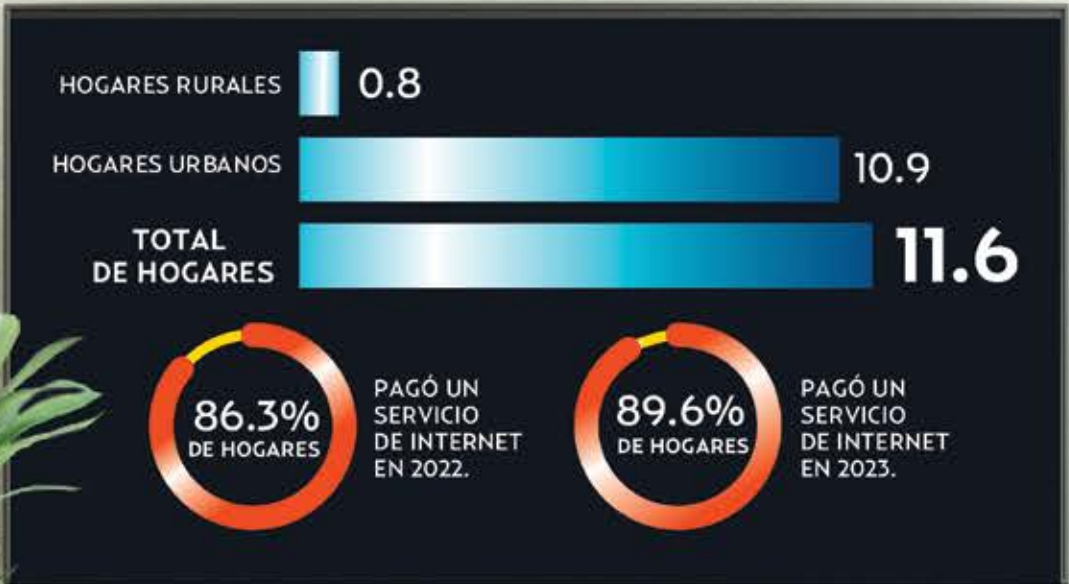 HOGARES RURALES 0.8
HOGARES URBANOS 10.9
TOTAL
DE HOGARES 11.6
86.3%
DE HOGARES
PAGÓ UN
SERVICIO
DE INTERNET
EN 2022.
89.6%
DE HOGARES
PAGÓ UN
SERVICIO
DE INTERNET
EN 2023.